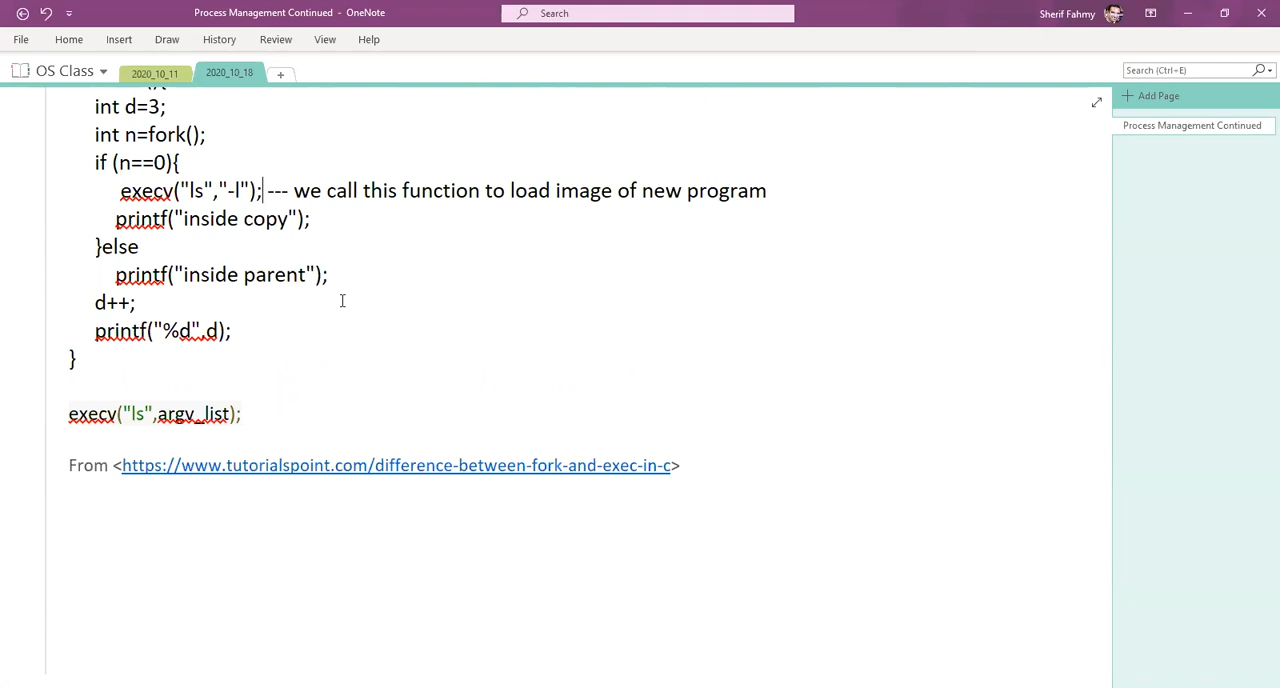 Process Management Continued - OneNote
Search
Sherif Fahmy
File Home Insert Draw History Review View Help
OS Class
2020_10_11
2020_10_18
Search (Ctrl+E)
Add Page
Process Management Continued
int d=3;
int n=fork();
if (n==0){
execv("ls","-l"); --- we call this function to load image of new program
printf("inside copy");
}else
printf("inside parent");
d++;
printf("%d",d);
}
execv("ls",argv_list);
From <https://www.tutorialspoint.com/difference-between-fork-and-exec-in-c>